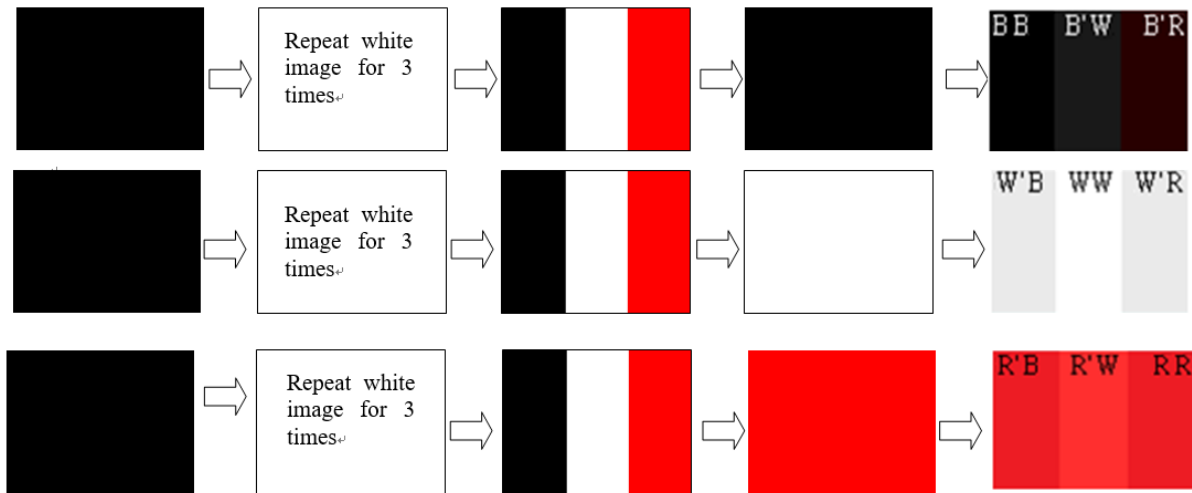 Repeat white
image for 3
times
BB B'W B'R
Repeat white
image for 3
times
W'B WW W'R
Repeat white
image for 3
times
R'B R'W RR